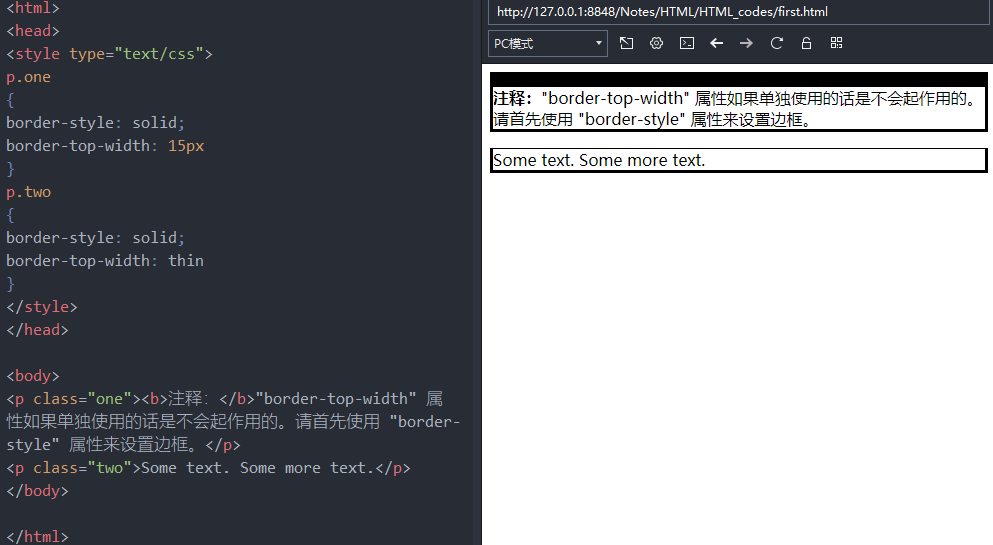 <html>
<head>
<style type="text/css">
p.one
{
border-style: solid;
border-top-width: 15px
}
p.two
{
border-style: solid;
border-top-width: thin
}
</style>
</head>
<body>
<p class="one"><b>注释：</b>"border-top-width" 属
性如果单独使用的话是不会起作用的。请首先使用 "border-
style" 属性来设置边框。</p>
<p class="two">Some text. Some more text.</p>
</body>
</html>
http://127.0.0.1:8848/Notes/HTML/HTML_codes/first.html
PC模式
注释："border-top-width" 属性如果单独使用的话是不会起作用的。
请首先使用 "border-style" 属性来设置边框。
Some text. Some more text.